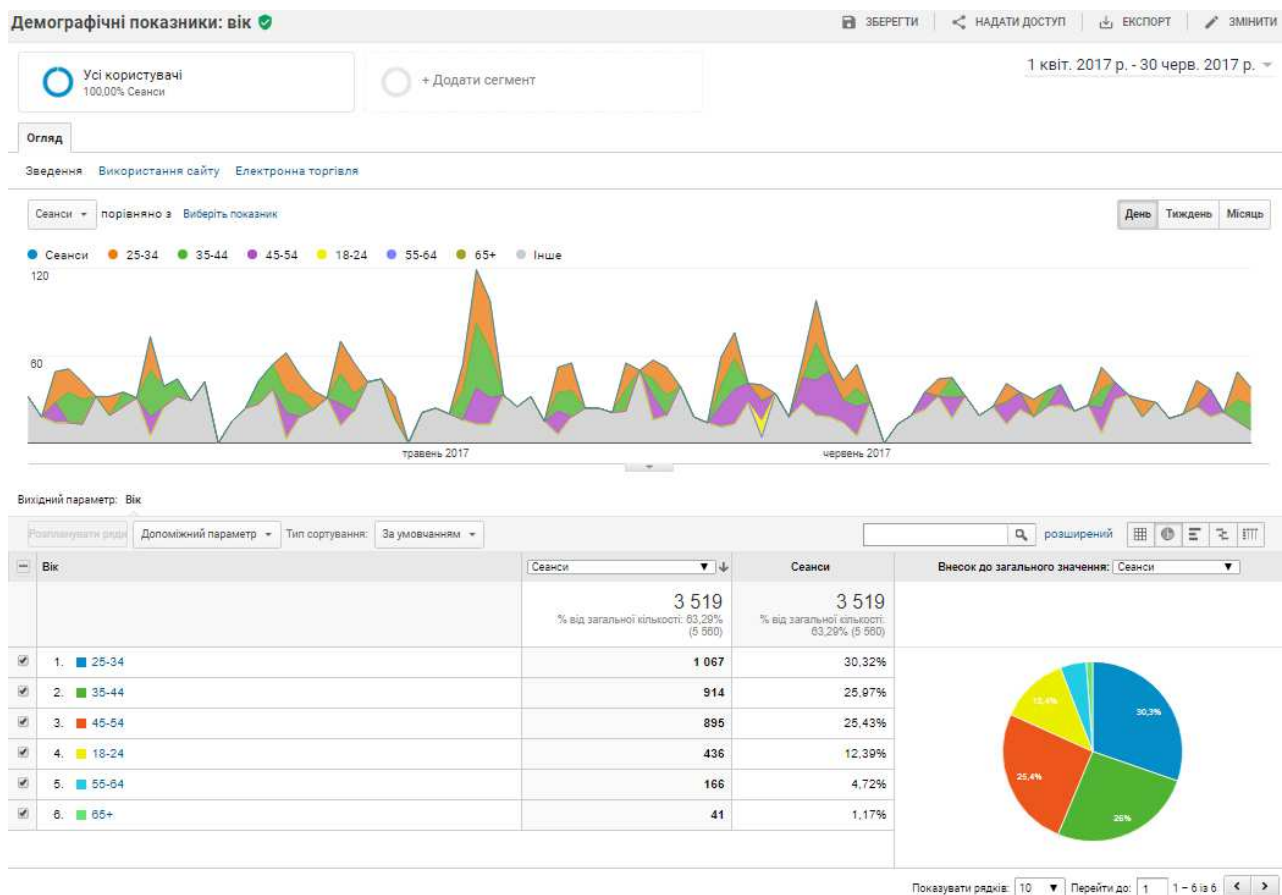 Демографічні показники: вік
ЗБЕРЕГТИ НАДАТИ ДОСТУП ЕКСПОРТ ЗМІНИТИ
Усі користувачі
100,00% Сеанси
+ Додати сегмент
1 квіт. 2017 р. - 30 черв. 2017 р.
Огляд
Зведення Використання сайту Електронна торгівля
Сеанси порівняно з Виберіть показник
День Тиждень Місяць
Сеанси 25-34 35-44 45-54 18-24 55-64 65+ Інше
120
60
травень 2017 червень 2017
Вихідний параметр: Вік
Розпланувати ряди Допоміжний параметр Тип сортування: За умовчанням розширений
Вік Сеанси Сеанси Внесок до загального значення: Сеанси
3 519 3 519
% від загальної кількості: 63,29% % від загальної кількості:
(5 560) 63,29% (5 560)
1. 25-34 1 067 30,32%
2. 35-44 914 25,97%
3. 45-54 895 25,43%
4. 18-24 436 12,39%
5. 55-64 166 4,72%
6. 65+ 41 1,17%
12,4%
30,3%
25,4%
26%
Показувати рядків: 10 Перейти до: 1 1 – 6 із 6